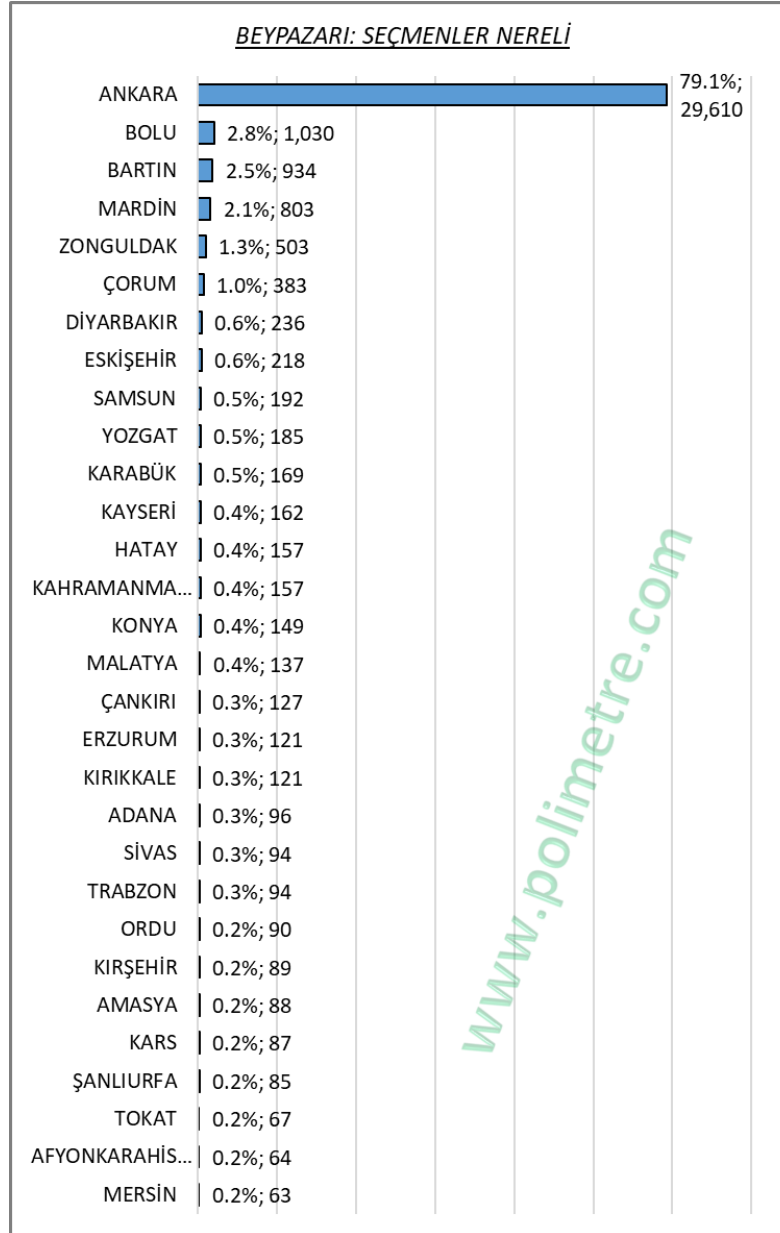 BEYPAZARI: SEÇMENLER NERELİ
ANKARA 79.1%;
29,610
BOLU 2.8%; 1,030
BARTIN 2.5%; 934
MARDİN 2.1%; 803
ZONGULDAK 1.3%; 503
ÇORUM 1.0%; 383
DİYARBAKIR 0.6%; 236
ESKİŞEHİR 0.6%; 218
SAMSUN 0.5%; 192
YOZGAT 0.5%; 185
KARABÜK 0.5%; 169
KAYSERİ 0.4%; 162
HATAY 0.4%; 157
KAHRAMANMA... 0.4%; 157
KONYA 0.4%; 149
MALATYA 0.4%; 137
ÇANKIRI 0.3%; 127
ERZURUM 0.3%; 121
KIRIKKALE 0.3%; 121
ADANA 0.3%; 96
SİVAS 0.3%; 94
TRABZON 0.3%; 94
ORDU 0.2%; 90
KIRŞEHİR 0.2%; 89
AMASYA 0.2%; 88
KARS 0.2%; 87
ŞANLIURFA 0.2%; 85
TOKAT 0.2%; 67
AFYONKARAHİS... 0.2%; 64
MERSİN 0.2%; 63
www.polimetre.com